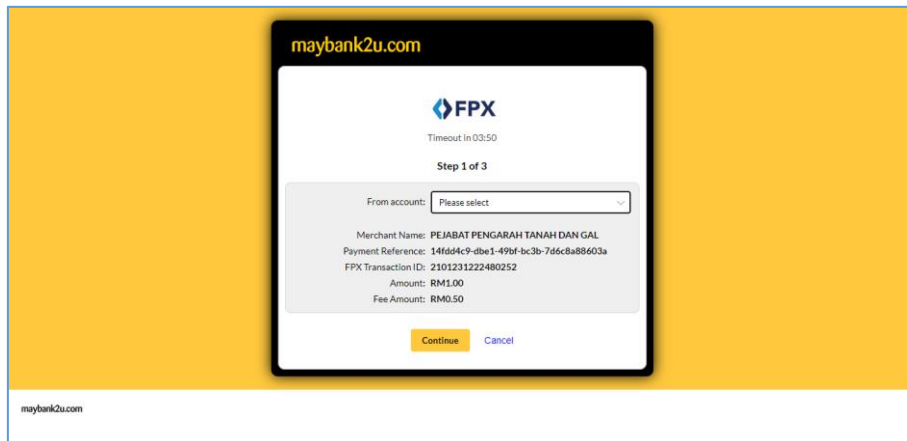 maybank2u.com
FPX
Timeout in 03:50
Step 1 of 3
From account: Please select
Merchant Name: PEJABAT PENGARAH TANAH DAN GAL
Payment Reference: 14fdd4c9-dbe1-49bf-bc3b-7d6c8a88603a
FPX Transaction ID: 2101231222480252
Amount: RM1.00
Fee Amount: RM0.50
Continue Cancel
maybank2u.com